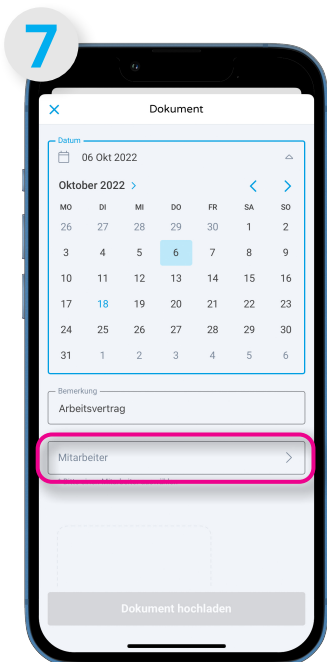 7
Dokument
Datum
06 Okt 2022
Oktober 2022
MO DI MI DO FR SA SO
26 27 28 29 30 1 2
3 4 5 6 7 8 9
10 11 12 13 14 15 16
17 18 19 20 21 22 23
24 25 26 27 28 29 30
31 1 2 3 4 5 6
Bemerkung
Arbeitsvertrag
Mitarbeiter
Dokument hochladen